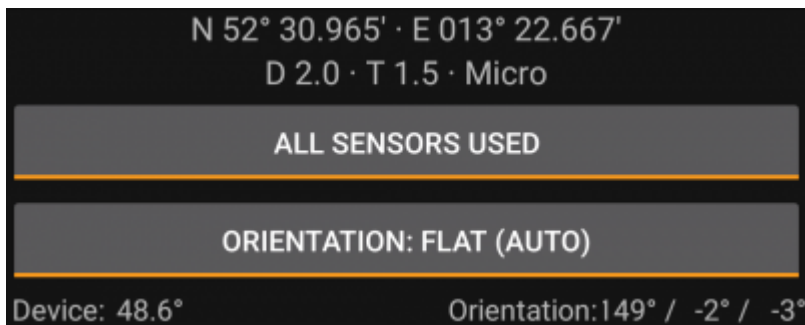 N 52° 30.965' · E 013° 22.667'
D 2.0 · T 1.5 · Micro
ALL SENSORS USED
ORIENTATION: FLAT (AUTO)
Device: 48.6° Orientation:149° / -2° / -3°